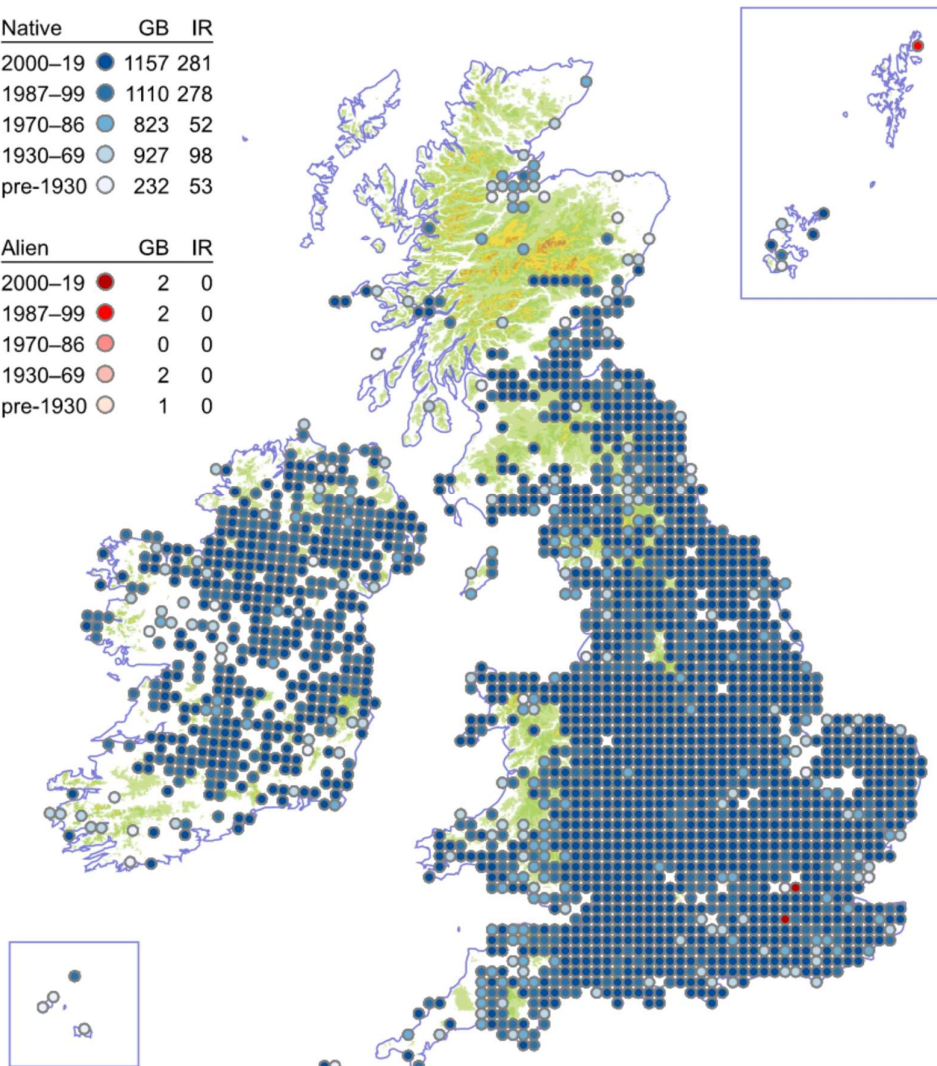 Native GB IR
2000–19 1157 281
1987–99 1110 278
1970–86 823 52
1930–69 927 98
pre-1930 232 53
Alien GB IR
2000–19 2 0
1987–99 2 0
1970–86 0 0
1930–69 2 0
pre-1930 1 0